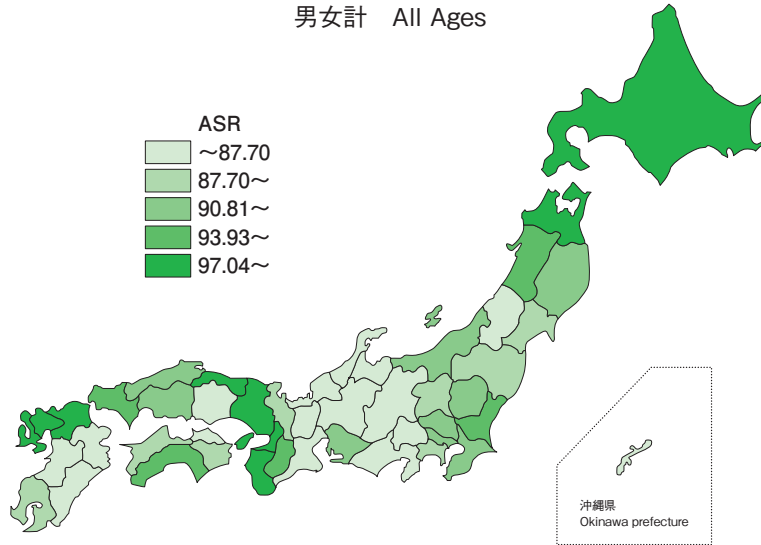 男女計 All Ages
ASR
～87.70
87.70～
90.81～
93.93～
97.04～
沖縄県
Okinawa prefecture